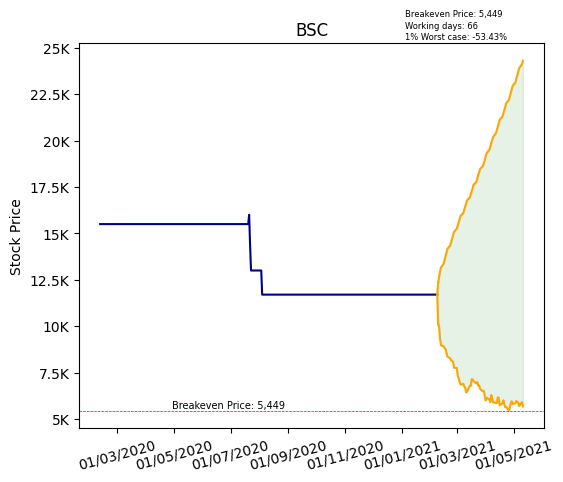 Breakeven Price: 5,449
Working days: 66
1% Worst case: -53.43%
BSC
Stock Price
25K
22.5K
20K
17.5K
15K
12.5K
10K
7.5K
5K
Breakeven Price: 5,449
01/03/2020 01/05/2020 01/07/2020 01/09/2020 01/11/2020 01/01/2021 01/03/2021 01/05/2021